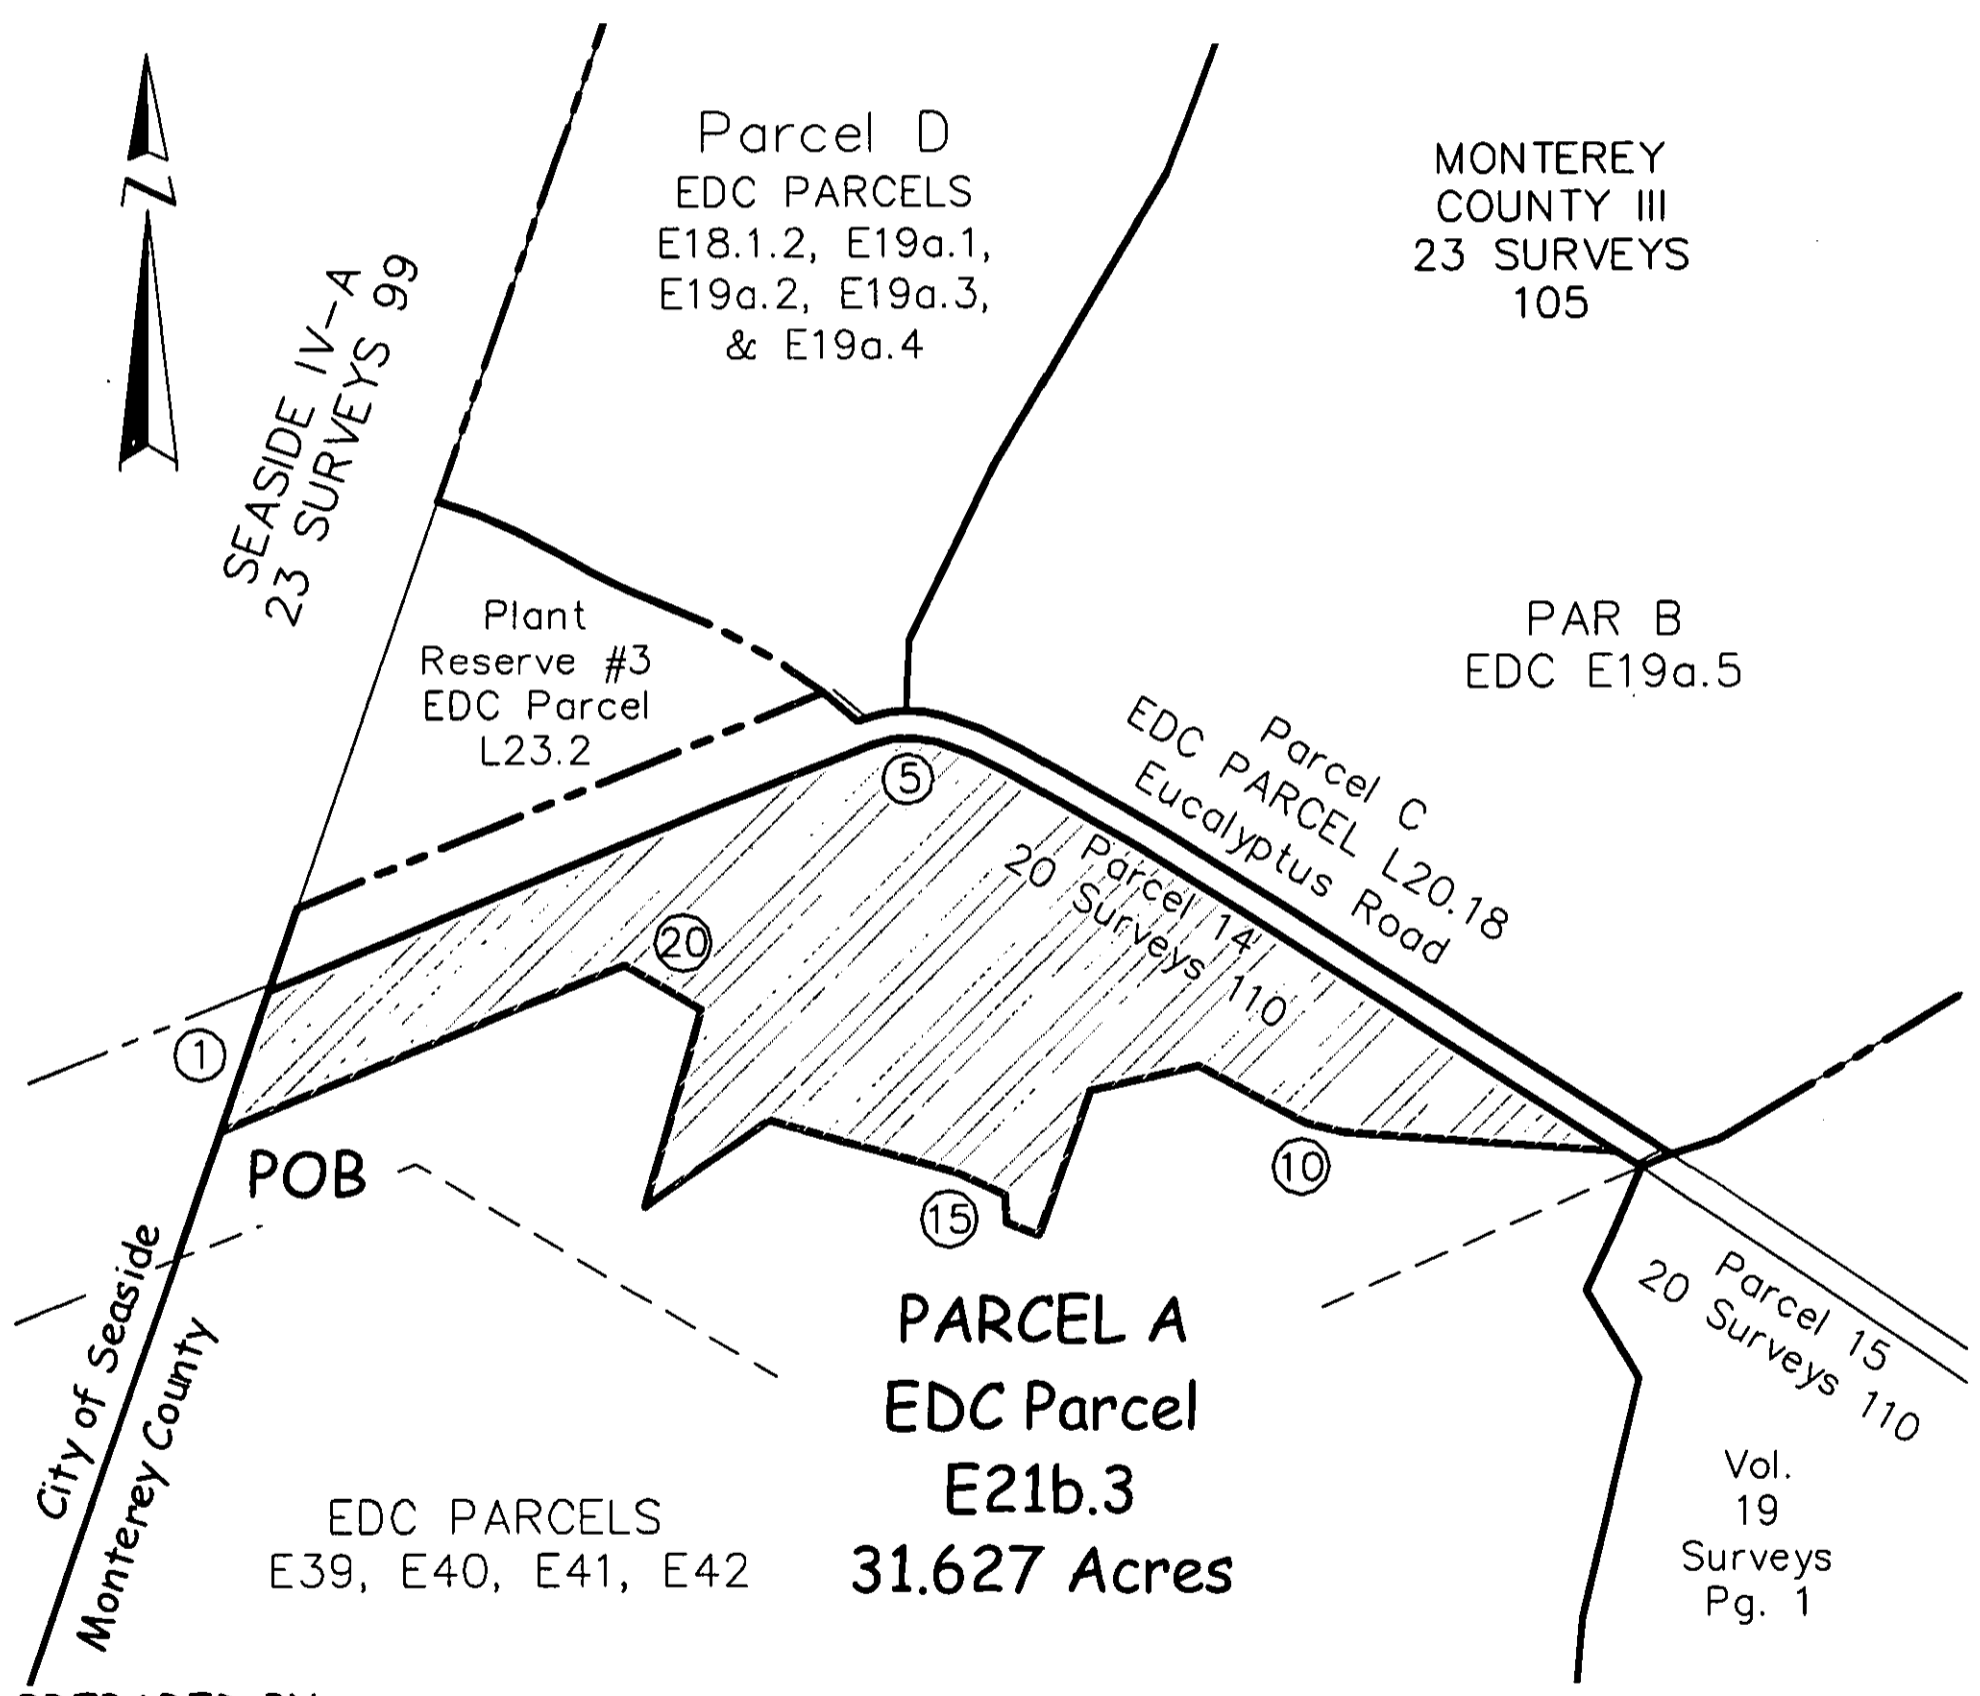 Parcel D
EDC PARCELS
E18.1.2, E19a.1,
E19a.2, E19a.3,
& E19a.4
MONTEREY
COUNTY III
23 SURVEYS
105
N
SEASIDE IV-A
23 SURVEYS 99
Plant
Reserve #3
EDC Parcel
L23.2
PAR B
EDC E19a.5
Parcel C
EDC PARCEL L20.18
Eucalyptus Road
5
Parcel 14
20 Surveys 110
20
1
POB
15
10
City of Seaside
Monterey County
PARCEL A
EDC Parcel
E21b.3
31.627 Acres
Parcel 15
20 Surveys 110
EDC PARCELS
E39, E40, E41, E42
Vol.
19
Surveys
Pg. 1